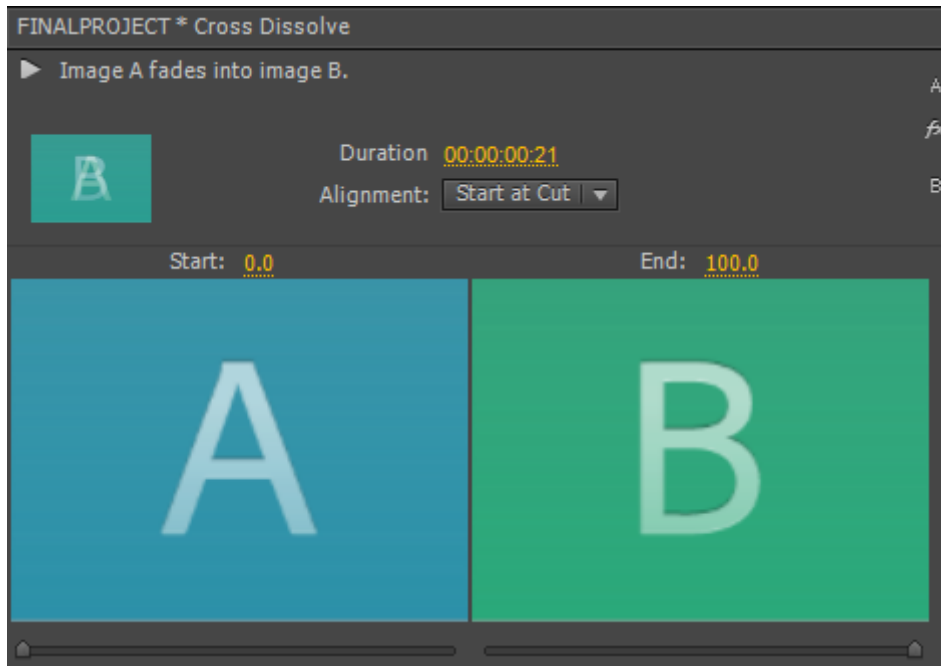 FINALPROJECT * Cross Dissolve
Image A fades into image B.
A
fx
B
Duration 00:00:00:21
Alignment: Start at Cut
Start: 0.0 End: 100.0
A B